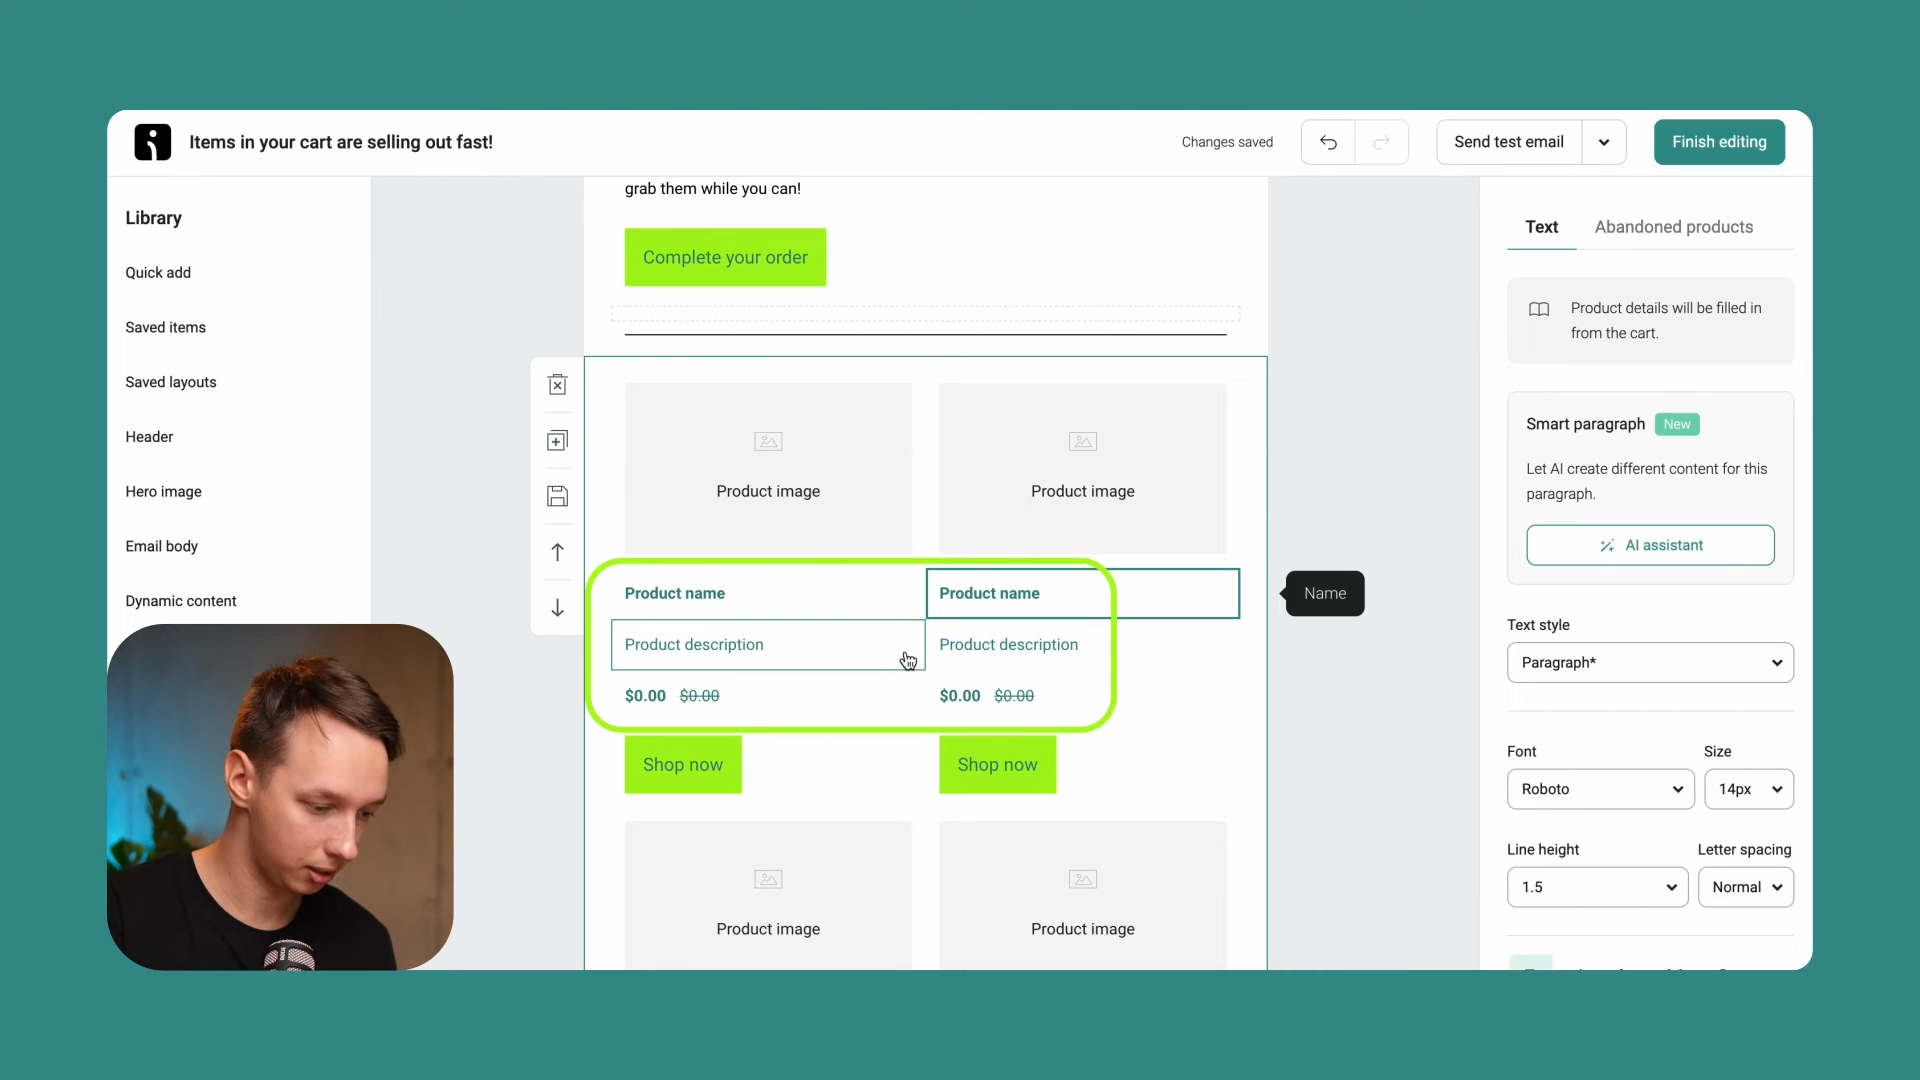 Items in your cart are selling out fast!
Changes saved
Send test email
Finish editing
Library
Quick add
Saved items
Saved layouts
Header
Hero image
Email body
Dynamic content
grab them while you can!
Complete your order
Product image
Product image
Product name
Product name
Name
Product description
Product description
$0.00 $0.00
$0.00 $0.00
Shop now
Shop now
Product image
Product image
Text
Abandoned products
Product details will be filled in
from the cart.
Smart paragraph New
Let AI create different content for this
paragraph.
AI assistant
Text style
Paragraph*
Font
Size
Roboto
14px
Line height
Letter spacing
1.5
Normal